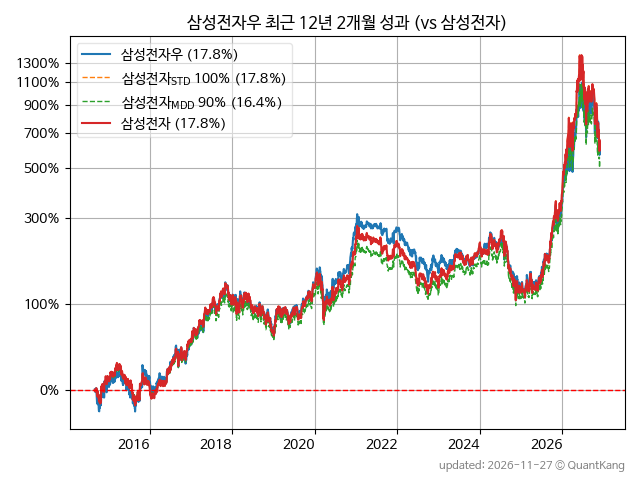 삼성전자우 최근 12년 2개월 성과 (vs 삼성전자)
1300%
1100%
900%
700%
500%
300%
100%
0%
삼성전자우 (17.8%)
삼성전자STD 100% (17.8%)
삼성전자MDD 90% (16.4%)
삼성전자 (17.8%)
2016
2018
2020
2022
2024
2026
updated: 2026-11-27 © QuantKang